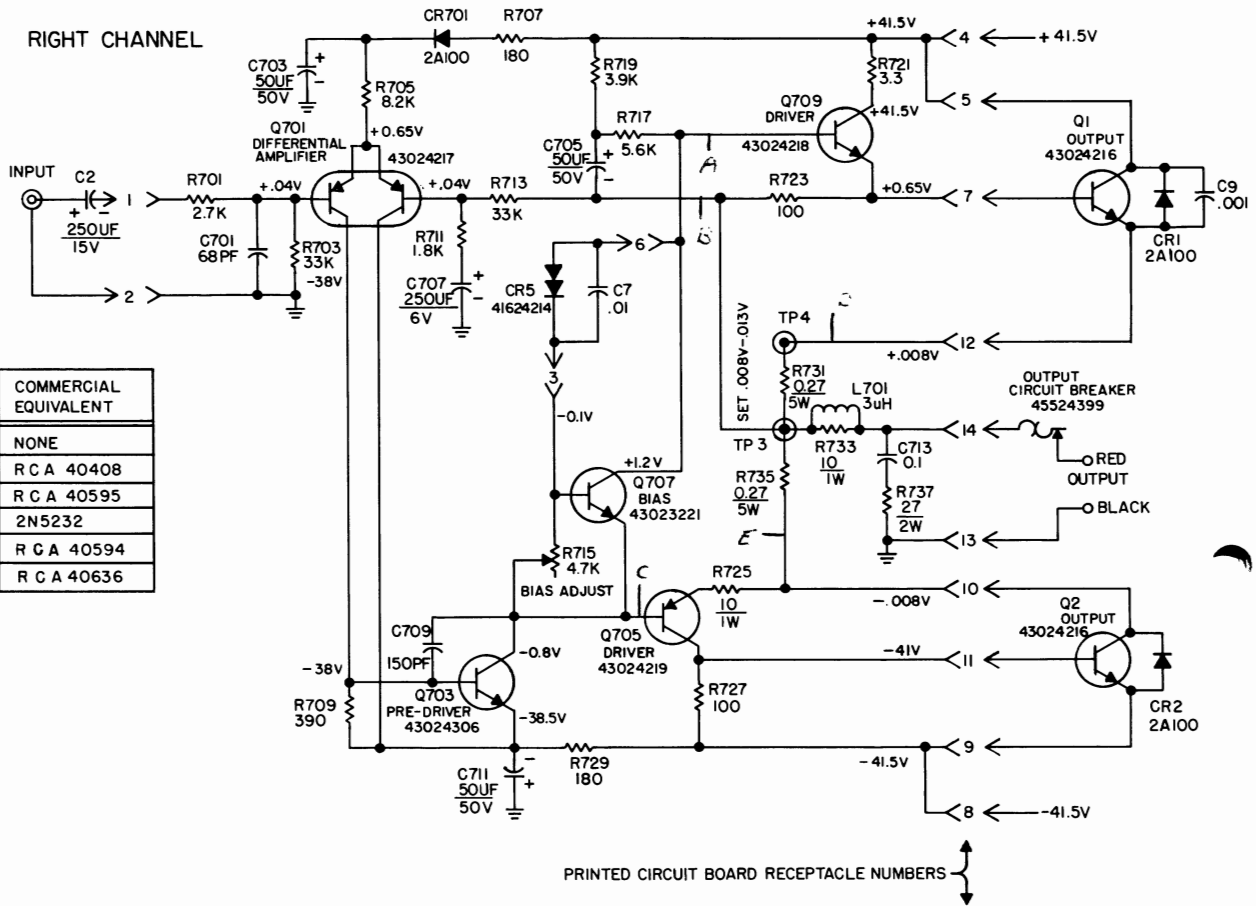 RIGHT CHANNEL
CR701
2A100
R707
180
+41.5V
4
+41.5V
C703
50UF
50V
+
-
R705
8.2K
R719
3.9K
R721
3.3
5
Q701
DIFFERENTIAL
AMPLIFIER
+0.65V
43024217
R717
5.6K
Q709
DRIVER
43024218
+41.5V
Q1
OUTPUT
43024216
C705
50UF
50V
+
-
A
INPUT
C2
+ -
250UF
15V
1
R701
2.7K
+.04V
+.04V
R713
33K
B
R723
100
+0.65V
7
C9
.001
CR1
2A100
C701
68PF
R703
33K
-38V
2
R711
1.8K
C707
250UF
6V
+
-
CR5
41624214
C7
.01
6
3
-0.1V
SET .008V-.013V
TP4
+.008V
12
R731
0.27
5W
L701
3uH
OUTPUT
CIRCUIT BREAKER
45524399
TP 3
R733
10
1W
14
C713
0.1
R737
27
2W
RED
OUTPUT
BLACK
13
COMMERCIAL
EQUIVALENT
NONE
RCA 40408
RCA 40595
2N5232
RCA 40594
RCA 40636
+1.2V
Q707
BIAS
43023221
R735
0.27
5W
E
R715
4.7K
BIAS ADJUST
C
R725
10
1W
-.008V
10
Q2
OUTPUT
43024216
C709
150PF
-0.8V
Q705
DRIVER
43024219
-41V
11
-38V
Q703
PRE-DRIVER
43024306
R727
100
R709
390
-38.5V
CR2
2A100
C711
50UF
50V
-
+
R729
180
-41.5V
9
8
-41.5V
PRINTED CIRCUIT BOARD RECEPTACLE NUMBERS